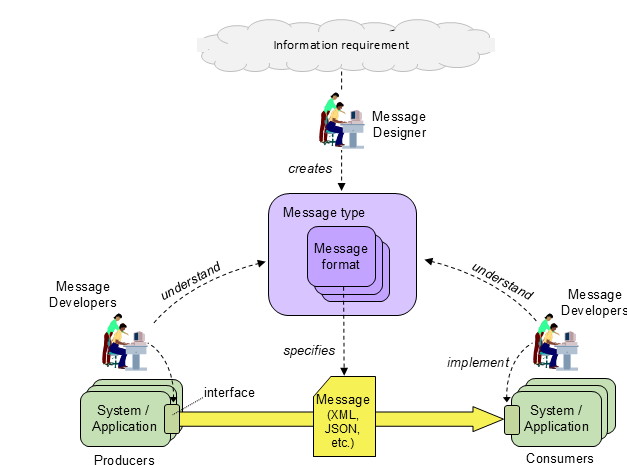 Information requirement
Message
Designer
creates
Message type
Message
format
understand
understand
Message
Developers
Message
Developers
specifies
implement
interface
System /
Application
Message
(XML,
JSON,
etc.)
System /
Application
Producers
Consumers